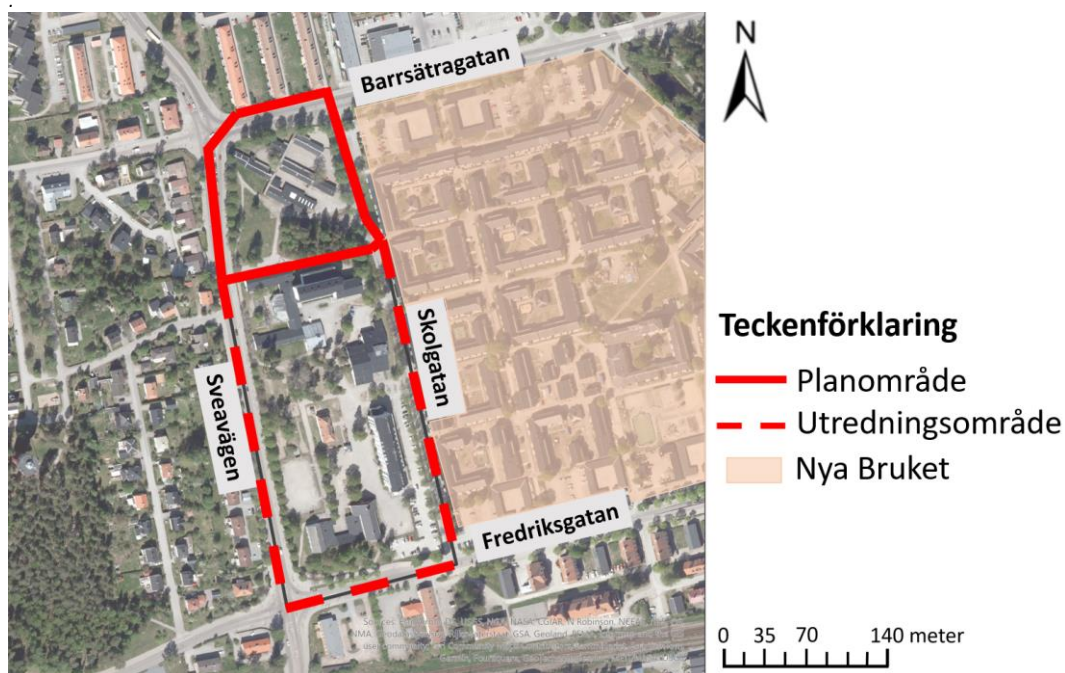 .
Barrsätragatan
Skolgatan
Sveavägen
Fredriksgatan
N
Teckenförklaring
Planområde
Utredningsområde
Nya Bruket
0 35 70 140 meter